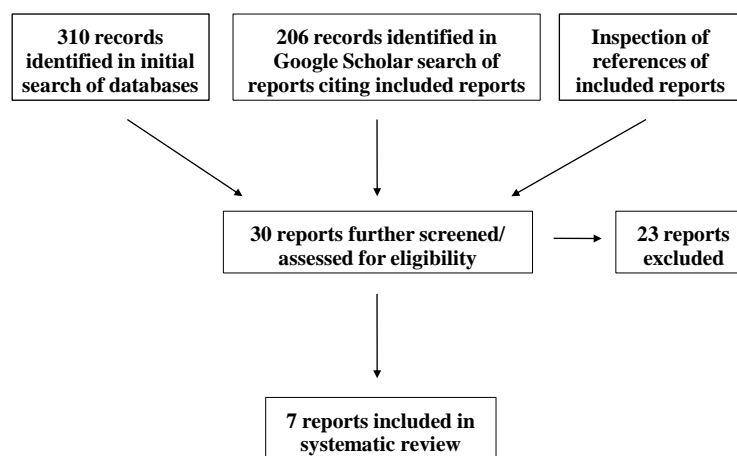 310 records
identified in initial
search of databases
206 records identified in
Google Scholar search of
reports citing included reports
Inspection of
references of
included reports
30 reports further screened/
assessed for eligibility
23 reports
excluded
7 reports included in
systematic review